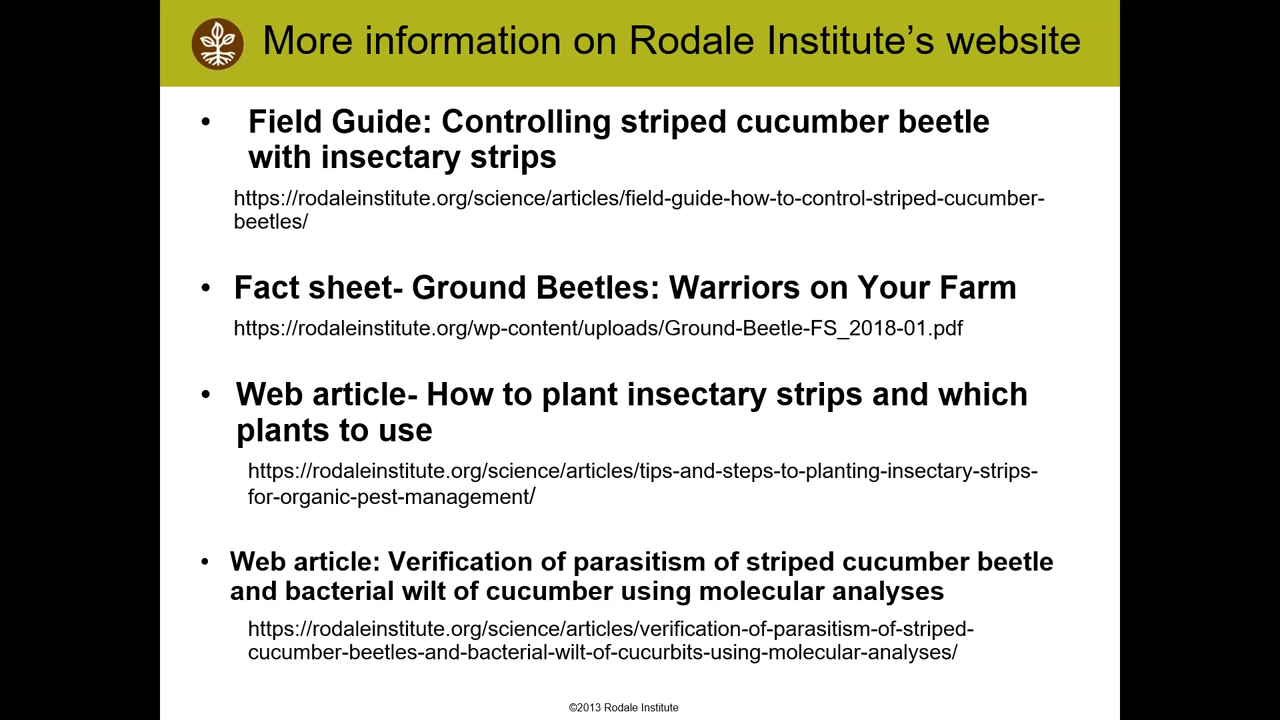 More information on Rodale Institute’s website
• Field Guide: Controlling striped cucumber beetle
with insectary strips
https://rodaleinstitute.org/science/articles/field-guide-how-to-control-striped-cucumber-
beetles/
• Fact sheet- Ground Beetles: Warriors on Your Farm
https://rodaleinstitute.org/wp-content/uploads/Ground-Beetle-FS_2018-01.pdf
• Web article- How to plant insectary strips and which
plants to use
https://rodaleinstitute.org/science/articles/tips-and-steps-to-planting-insectary-strips-
for-organic-pest-management/
• Web article: Verification of parasitism of striped cucumber beetle
and bacterial wilt of cucumber using molecular analyses
https://rodaleinstitute.org/science/articles/verification-of-parasitism-of-striped-
cucumber-beetles-and-bacterial-wilt-of-cucurbits-using-molecular-analyses/
©2013 Rodale Institute